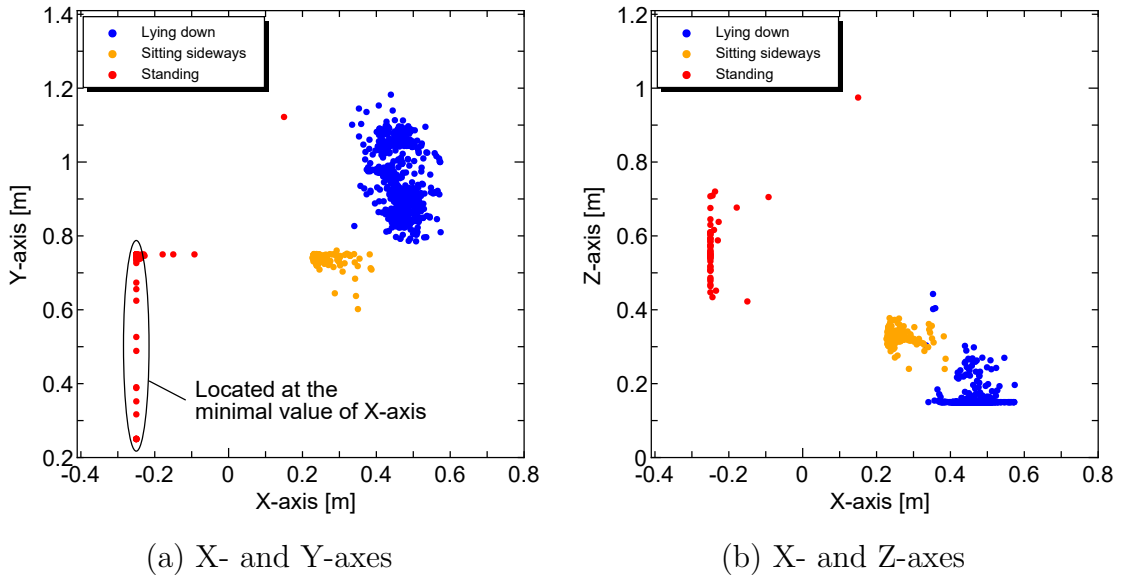 Lying down
Sitting sideways
Standing
1.4
1.2
1
0.8
0.6
0.4
0.2
Y-axis [m]
Located at the
minimal value of X-axis
-0.4
-0.2
0
0.2
0.4
0.6
0.8
X-axis [m]
(a) X- and Y-axes
Lying down
Sitting sideways
Standing
1.2
1
0.8
0.6
0.4
0.2
0
Z-axis [m]
-0.4
-0.2
0
0.2
0.4
0.6
0.8
X-axis [m]
(b) X- and Z-axes